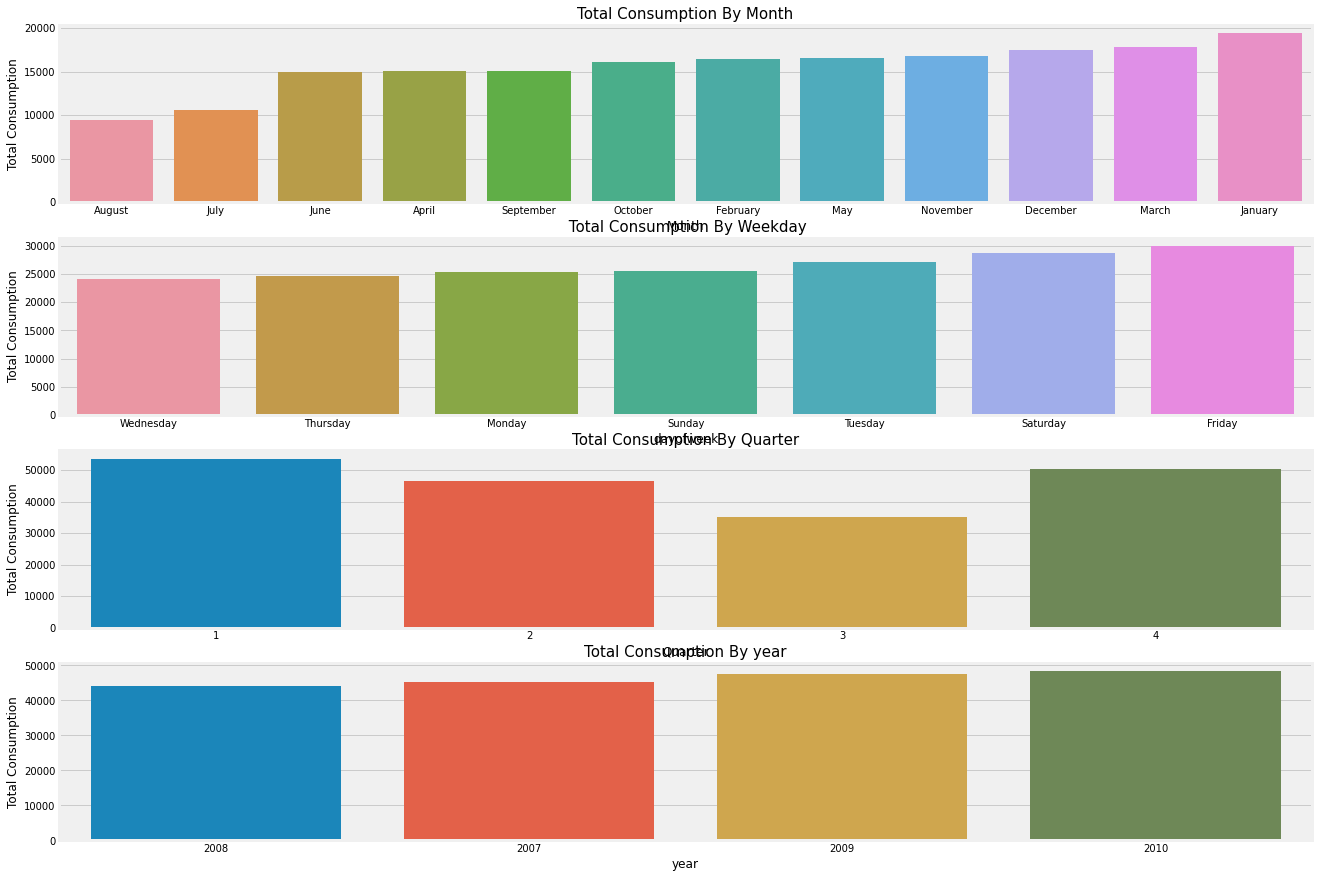 Total Consumption By Month
Total Consumption
20000
15000
10000
5000
0
August July June April September October February May November December March January
Month
Total Consumption By Weekday
Total Consumption
30000
25000
20000
15000
10000
5000
0
Wednesday Thursday Monday Sunday Tuesday Saturday Friday
dayofweek
Total Consumption By Quarter
Total Consumption
50000
40000
30000
20000
10000
0
1 2 3 4
Quarter
Total Consumption By year
Total Consumption
50000
40000
30000
20000
10000
0
2008 2007 2009 2010
year